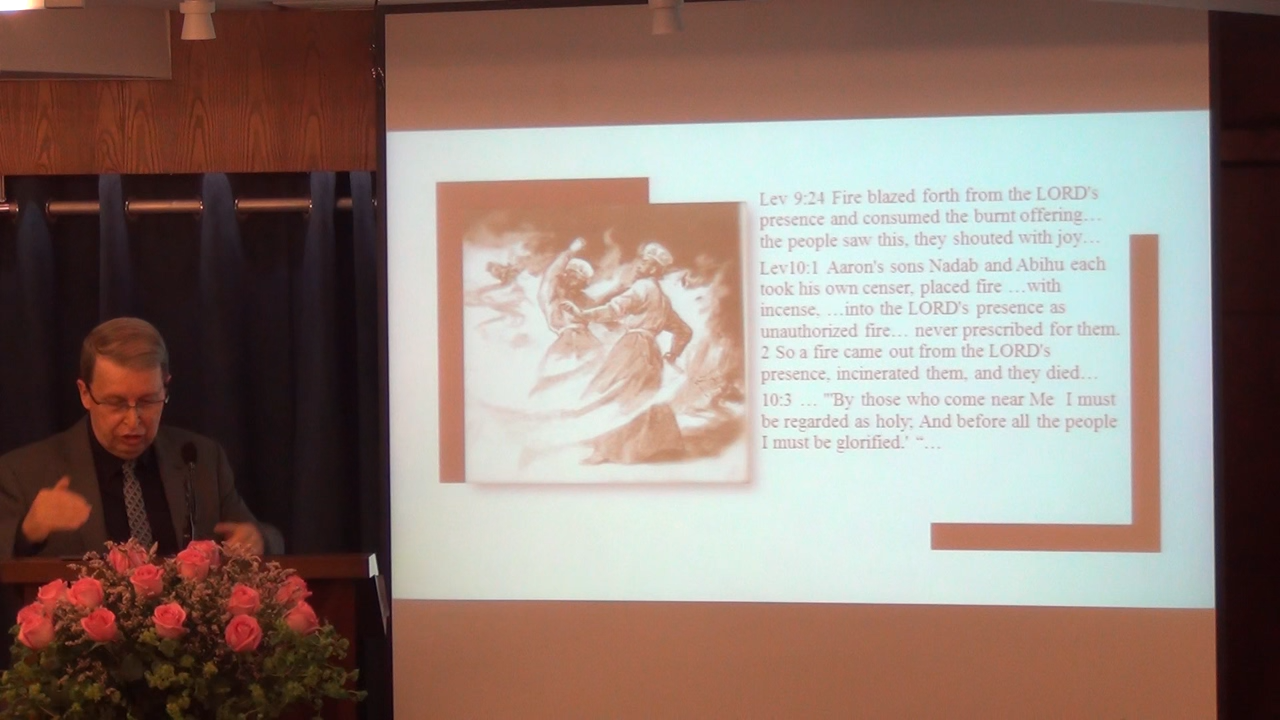 Lev 9:24 Fire blazed forth from the LORD's
presence and consumed the burnt offering…
the people saw this, they shouted with joy…
Lev10:1 Aaron's sons Nadab and Abihu each
took his own censer, placed fire …with
incense, …into the LORD's presence as
unauthorized fire… never prescribed for them.
2 So a fire came out from the LORD's
presence, incinerated them, and they died…
10:3 … "'By those who come near Me I must
be regarded as holy; And before all the people
I must be glorified.' “…